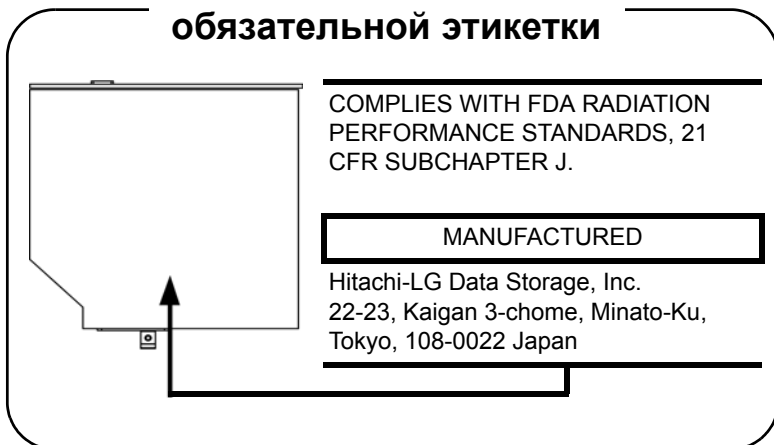 обязательной этикетки
COMPLIES WITH FDA RADIATION
PERFORMANCE STANDARDS, 21
CFR SUBCHAPTER J.
MANUFACTURED
Hitachi-LG Data Storage, Inc.
22-23, Kaigan 3-chome, Minato-Ku,
Tokyo, 108-0022 Japan